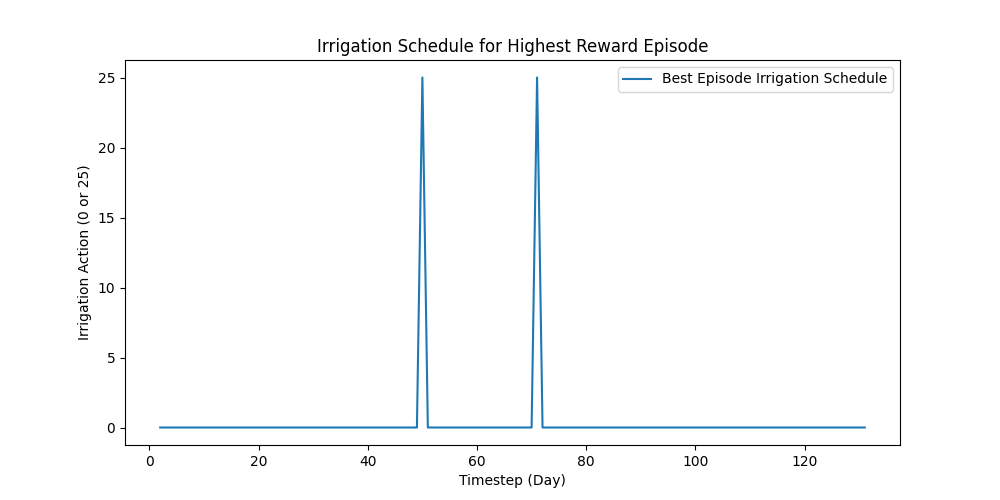 Irrigation Schedule for Highest Reward Episode
Best Episode Irrigation Schedule
Irrigation Action (0 or 25)
25
20
15
10
5
0
0 20 40 60 80 100 120
Timestep (Day)